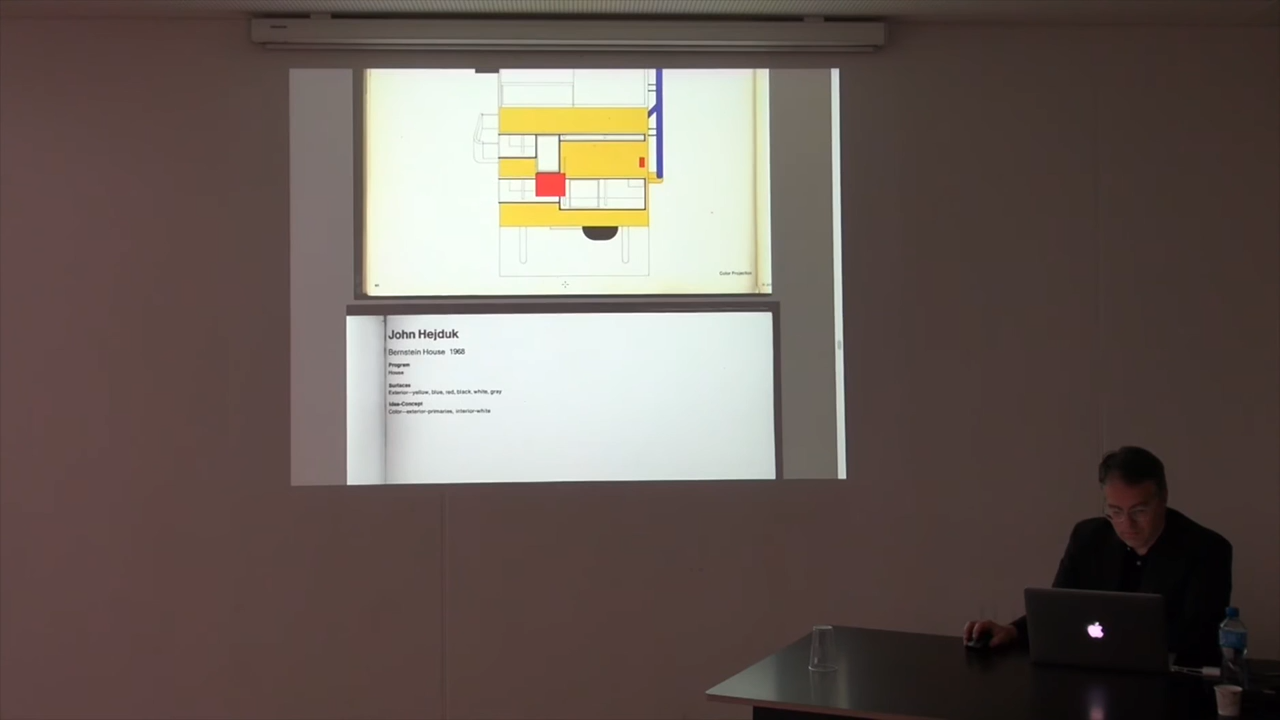 Color Projection
John Hejduk
Bernstein House 1968
Program
House
Surfaces
Exterior—yellow, blue, red, black, white, grey
Idea-Concept
Color—exterior-primaries, interior-white